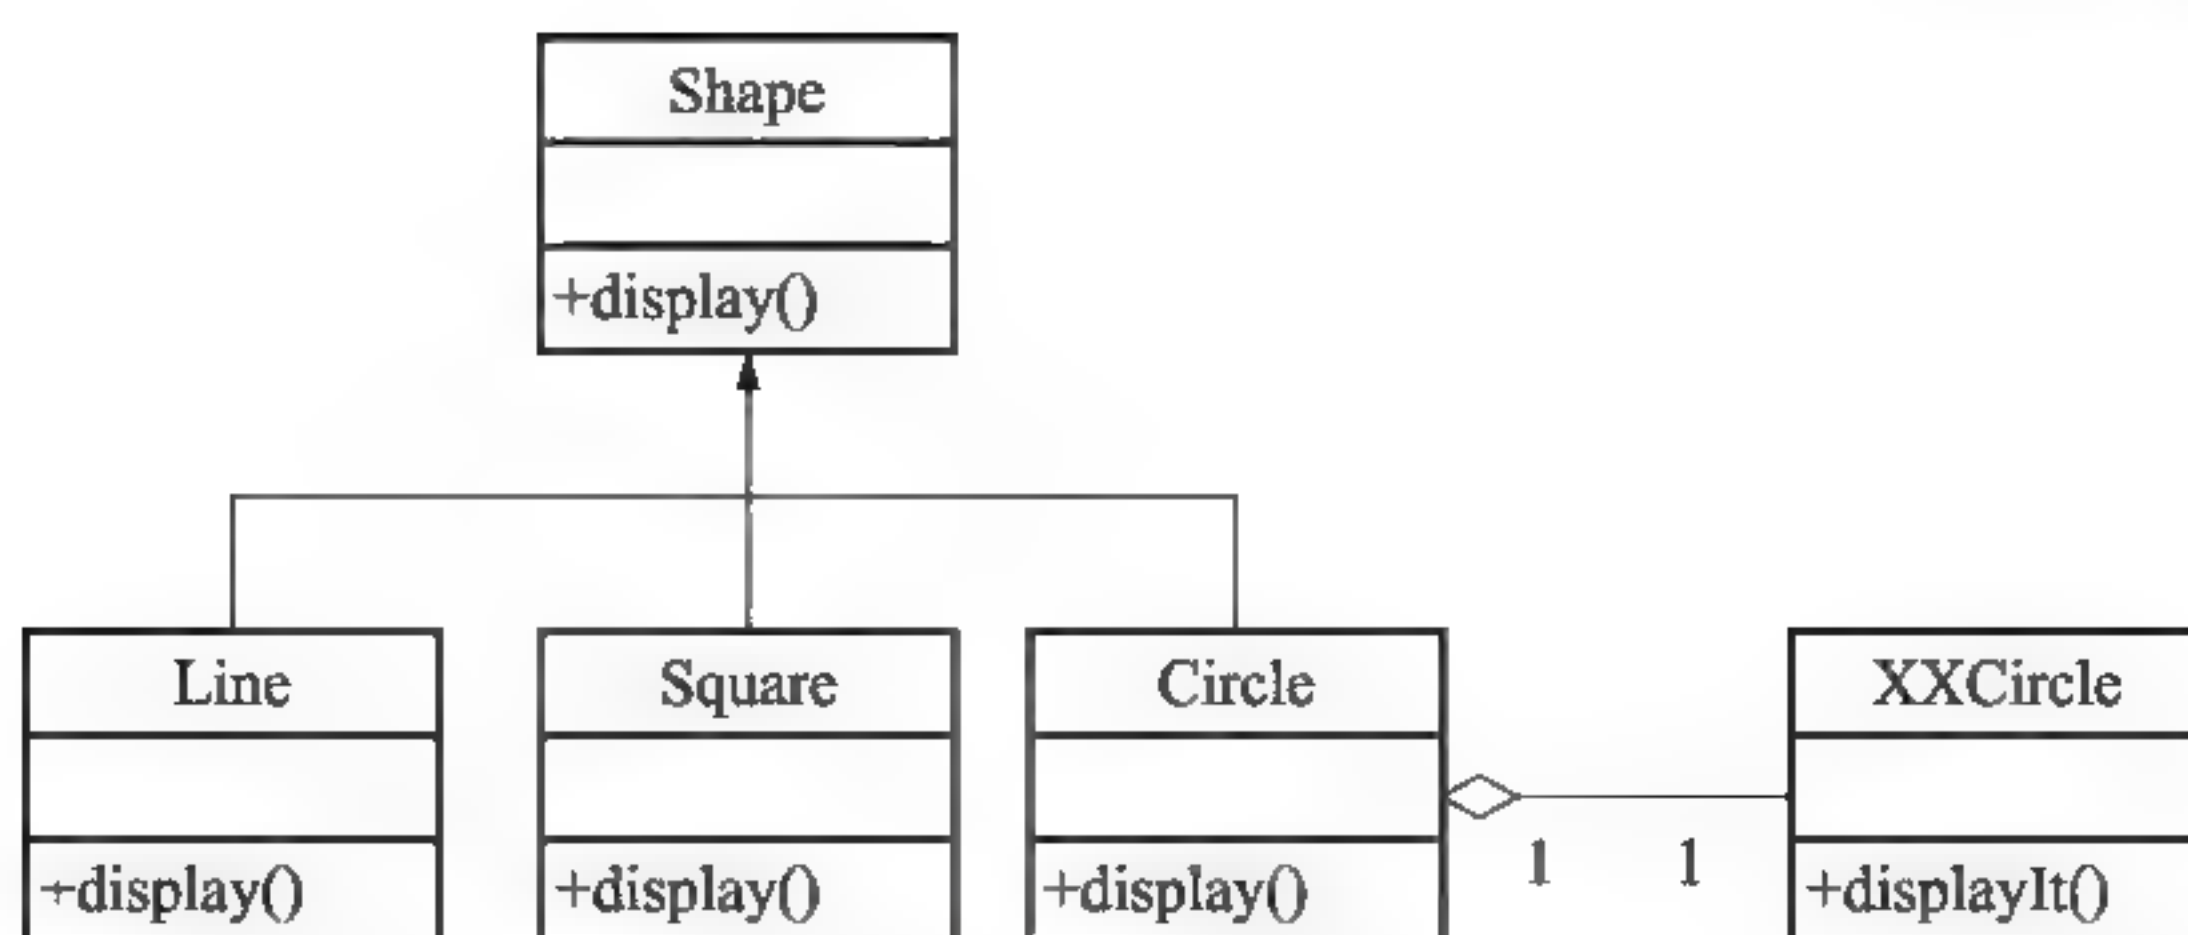 Shape
+display()
Line
Square
Circle
XXCircle
1
1
+display()
+display()
+display()
+displayIt()